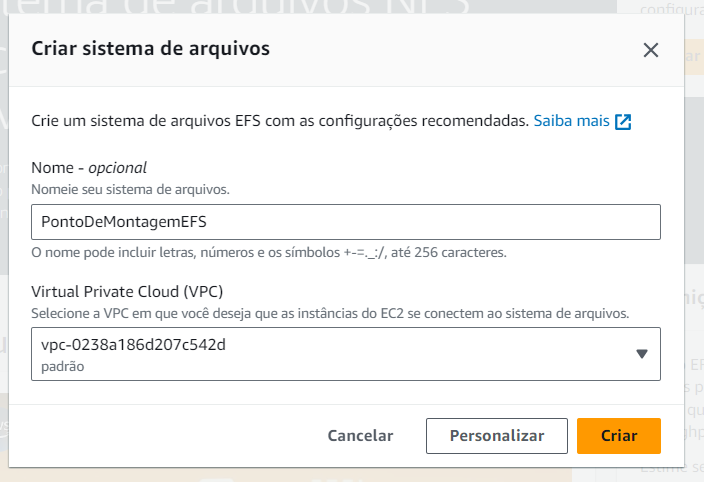 Criar sistema de arquivos
Crie um sistema de arquivos EFS com as configurações recomendadas. Saiba mais
Nome - opcional
Nomeie seu sistema de arquivos.
PontoDeMontagemEFS
O nome pode incluir letras, números e os símbolos +-=._:/, até 256 caracteres.
Virtual Private Cloud (VPC)
Selecione a VPC em que você deseja que as instâncias do EC2 se conectem ao sistema de arquivos.
vpc-0238a186d207c542d
padrão
Cancelar
Personalizar
Criar